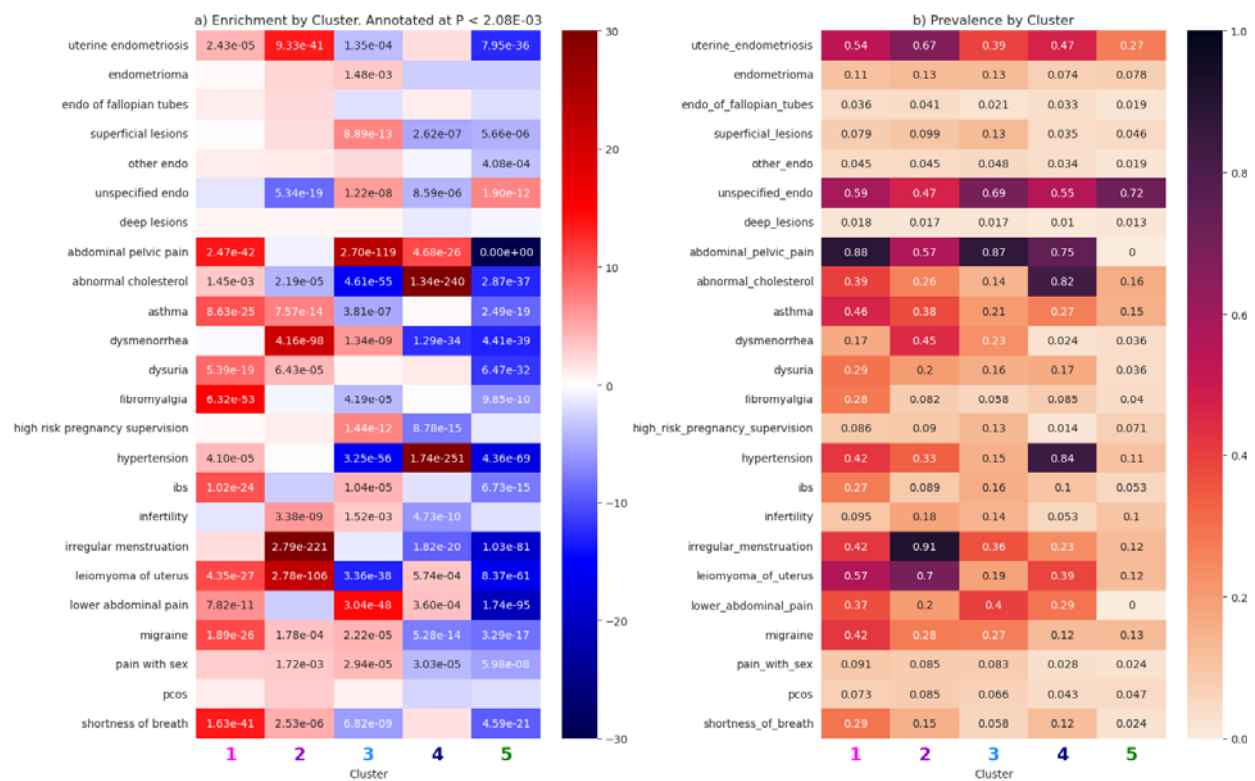 a) Enrichment by Cluster. Annotated at P < 2.08E-03
uterine endometriosis 2.43e-05 9.33e-41 1.35e-04 7.95e-36
endometrioma 1.48e-03
endo of fallopian tubes
superficial lesions 8.89e-13 2.62e-07 5.66e-06
other endo 4.08e-04
unspecified endo 5.34e-19 1.22e-08 8.59e-06 1.90e-12
deep lesions
abdominal pelvic pain 2.47e-42 2.70e-119 4.68e-26 0.00e+00
abnormal cholesterol 1.45e-03 2.19e-05 4.61e-55 1.34e-240 2.87e-37
asthma 8.63e-25 7.57e-14 3.81e-07 2.49e-19
dysmenorrhea 4.16e-98 1.34e-09 1.29e-34 4.41e-39
dysuria 5.39e-19 6.43e-05 6.47e-32
fibromyalgia 6.32e-53 4.19e-05 9.85e-10
high risk pregnancy supervision 1.44e-12 8.78e-15
hypertension 4.10e-05 3.25e-56 1.74e-251 4.36e-69
ibs 1.02e-24 1.04e-05 6.73e-15
infertility 3.38e-09 1.52e-03 4.73e-10
irregular menstruation 2.79e-221 1.82e-20 1.03e-81
leiomyoma of uterus 4.35e-27 2.78e-106 3.36e-38 5.74e-04 8.37e-61
lower abdominal pain 7.82e-11 3.04e-48 3.60e-04 1.74e-95
migraine 1.89e-26 1.78e-04 2.22e-05 5.28e-14 3.29e-17
pain with sex 1.72e-03 2.94e-05 3.03e-05 5.98e-08
pcos
shortness of breath 1.63e-41 2.53e-06 6.82e-09 4.59e-21
1 2 3 4 5
Cluster
30
20
10
0
−10
−20
−30
b) Prevalence by Cluster
uterine_endometriosis 0.54 0.67 0.39 0.47 0.27
endometrioma 0.11 0.13 0.13 0.074 0.078
endo_of_fallopian_tubes 0.036 0.041 0.021 0.033 0.019
superficial_lesions 0.079 0.099 0.13 0.035 0.046
other_endo 0.045 0.045 0.048 0.034 0.019
unspecified_endo 0.59 0.47 0.69 0.55 0.72
deep_lesions 0.018 0.017 0.017 0.01 0.013
abdominal_pelvic_pain 0.88 0.57 0.87 0.75 0
abnormal_cholesterol 0.39 0.26 0.14 0.82 0.16
asthma 0.46 0.38 0.21 0.27 0.15
dysmenorrhea 0.17 0.45 0.23 0.024 0.036
dysuria 0.29 0.2 0.16 0.17 0.036
fibromyalgia 0.28 0.082 0.058 0.085 0.04
high_risk_pregnancy_supervision 0.086 0.09 0.13 0.014 0.071
hypertension 0.42 0.33 0.15 0.84 0.11
ibs 0.27 0.089 0.16 0.1 0.053
infertility 0.095 0.18 0.14 0.053 0.1
irregular_menstruation 0.42 0.91 0.36 0.23 0.12
leiomyoma_of_uterus 0.57 0.7 0.19 0.39 0.12
lower_abdominal_pain 0.37 0.2 0.4 0.29 0
migraine 0.42 0.28 0.27 0.12 0.13
pain_with_sex 0.091 0.085 0.083 0.028 0.024
pcos 0.073 0.085 0.066 0.043 0.047
shortness_of_breath 0.29 0.15 0.058 0.12 0.024
1 2 3 4 5
Cluster
1.0
0.8
0.6
0.4
0.2
0.0